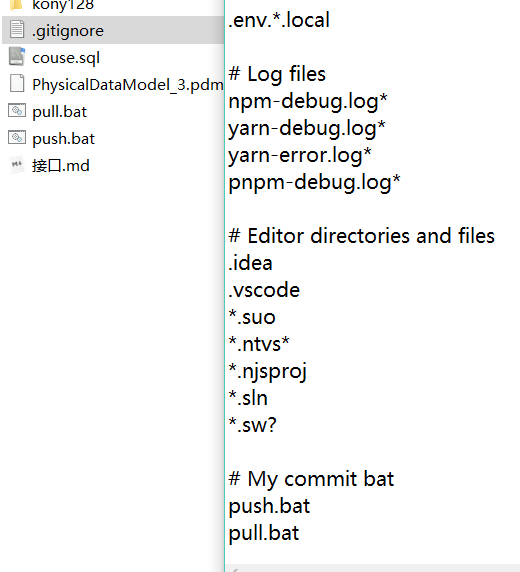 kony128
.gitignore
couse.sql
PhysicalDataModel_3.pdm
pull.bat
push.bat
接口.md
.env.*.local
# Log files
npm-debug.log*
yarn-debug.log*
yarn-error.log*
pnpm-debug.log*
# Editor directories and files
.idea
.vscode
*.suo
*.ntvs*
*.njsproj
*.sln
*.sw?
# My commit bat
push.bat
pull.bat